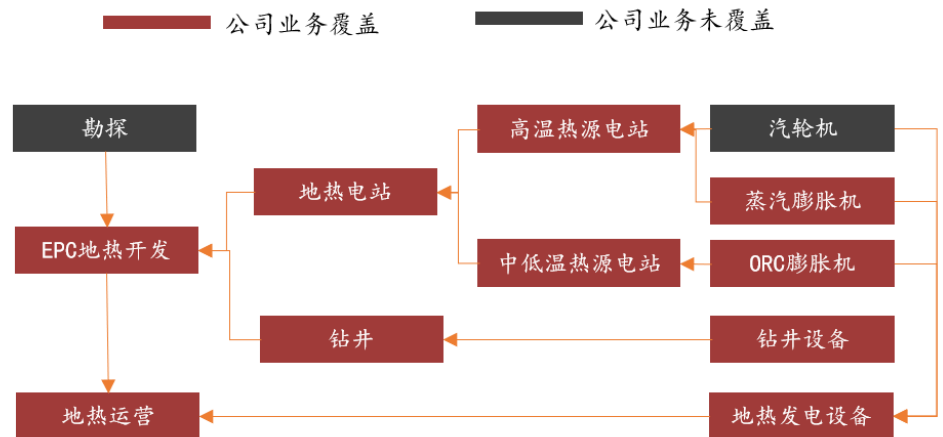 公司业务覆盖
公司业务未覆盖
勘探
高温热源电站
汽轮机
地热电站
蒸汽膨胀机
EPC地热开发
中低温热源电站
ORC膨胀机
钻井
钻井设备
地热运营
地热发电设备